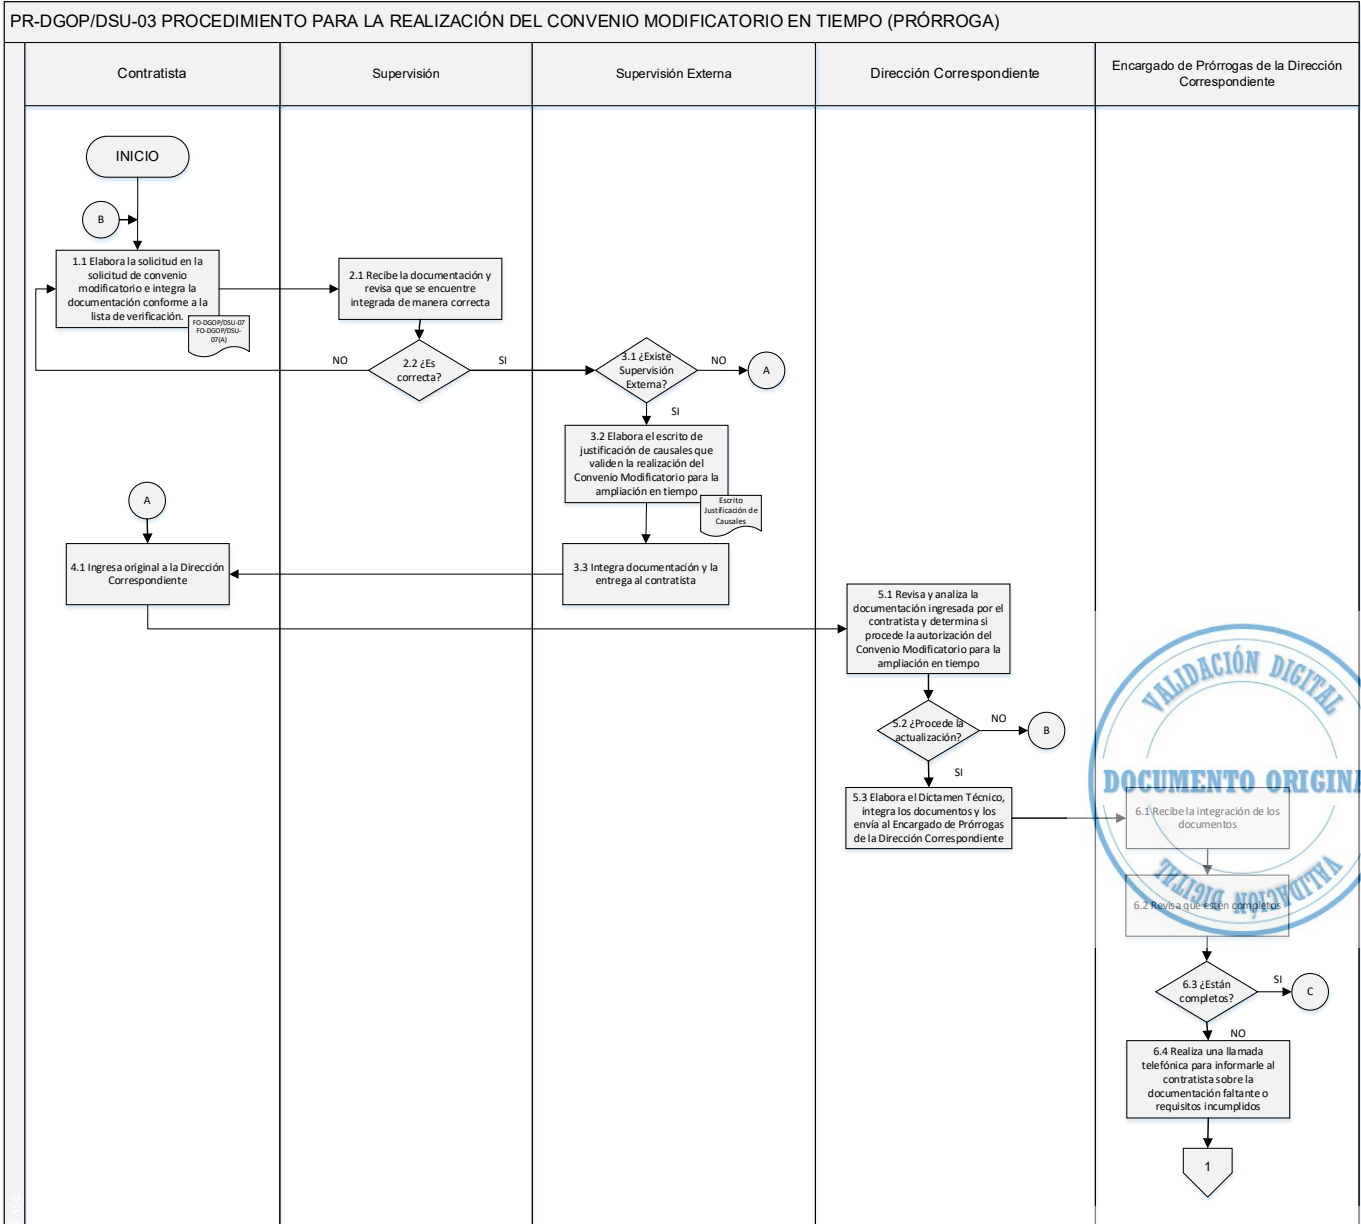 PR-DGOP/DSU-03 PROCEDIMIENTO PARA LA REALIZACIÓN DEL CONVENIO MODIFICATORIO EN TIEMPO (PRÓRROGA)
Contratista
Supervisión
Supervisión Externa
Dirección Correspondiente
Encargado de Prórrogas de la Dirección
Correspondiente
INICIO
B
1.1 Elabora la solicitud en la
solicitud de convenio
modificatorio e integra la
documentación conforme a la
lista de verificación.
FO-DGOP/DSU-07
FO-DGOP/DSU-
07(A)
2.1 Recibe la documentación y
revisa que se encuentre
integrada de manera correcta
NO
2.2 ¿Es
correcta?
SI
3.1 ¿Existe
Supervisión
Externa?
NO
A
SI
3.2 Elabora el escrito de
justificación de causales que
validen la realización del
Convenio Modificatorio para la
ampliación en tiempo
Escrito
Justificación de
Causales
A
4.1 Ingresa original a la Dirección
Correspondiente
3.3 Integra documentación y la
entrega al contratista
5.1 Revisa y analiza la
documentación ingresada por el
contratista y determina si
procede la autorización del
Convenio Modificatorio para la
ampliación en tiempo
5.2 ¿Procede la
actualización?
NO
B
SI
5.3 Elabora el Dictamen Técnico,
integra los documentos y los
envía al Encargado de Prórrogas
de la Dirección Correspondiente
VALIDACIÓN DIGITAL
DOCUMENTO ORIGINA
6.1 Recibe la integración de los
documentos
6.2 Revisa que estén completos
VALIDACIÓN DIGITAL
6.3 ¿Están
completos?
SI
C
NO
6.4 Realiza una llamada
telefónica para informarle al
contratista sobre la
documentación faltante o
requisitos incumplidos
1